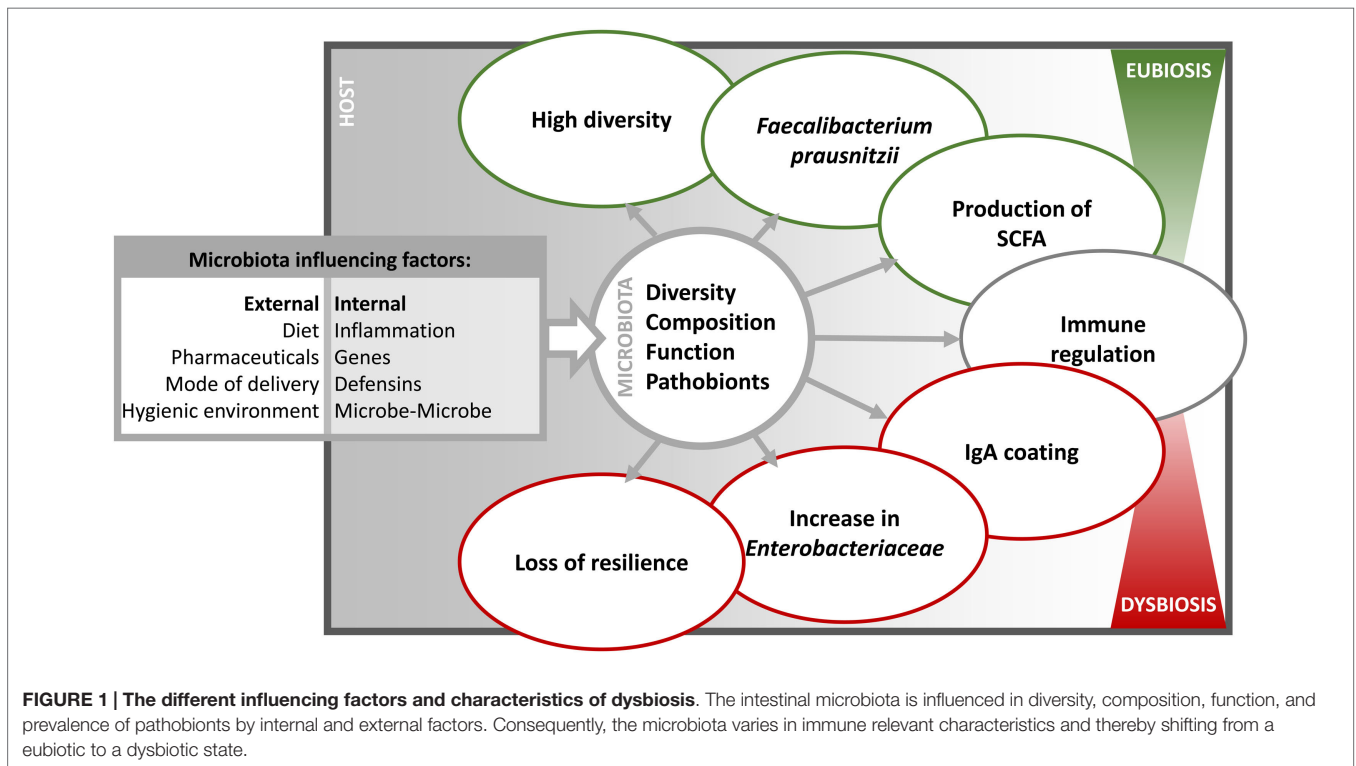 HOST
EUBIOSIS
High diversity
Faecalibacterium
prausnitzii
Production of
SCFA
Immune
regulation
IgA coating
Increase in
Enterobacteriaceae
Loss of resilience
DYSBIOSIS
Microbiota influencing factors:
External Internal
Diet Inflammation
Pharmaceuticals Genes
Mode of delivery Defensins
Hygienic environment Microbe-Microbe
MICROBIOTA
Diversity
Composition
Function
Pathobionts
FIGURE 1 | The different influencing factors and characteristics of dysbiosis. The intestinal microbiota is influenced in diversity, composition, function, and
prevalence of pathobionts by internal and external factors. Consequently, the microbiota varies in immune relevant characteristics and thereby shifting from a
eubiotic to a dysbiotic state.